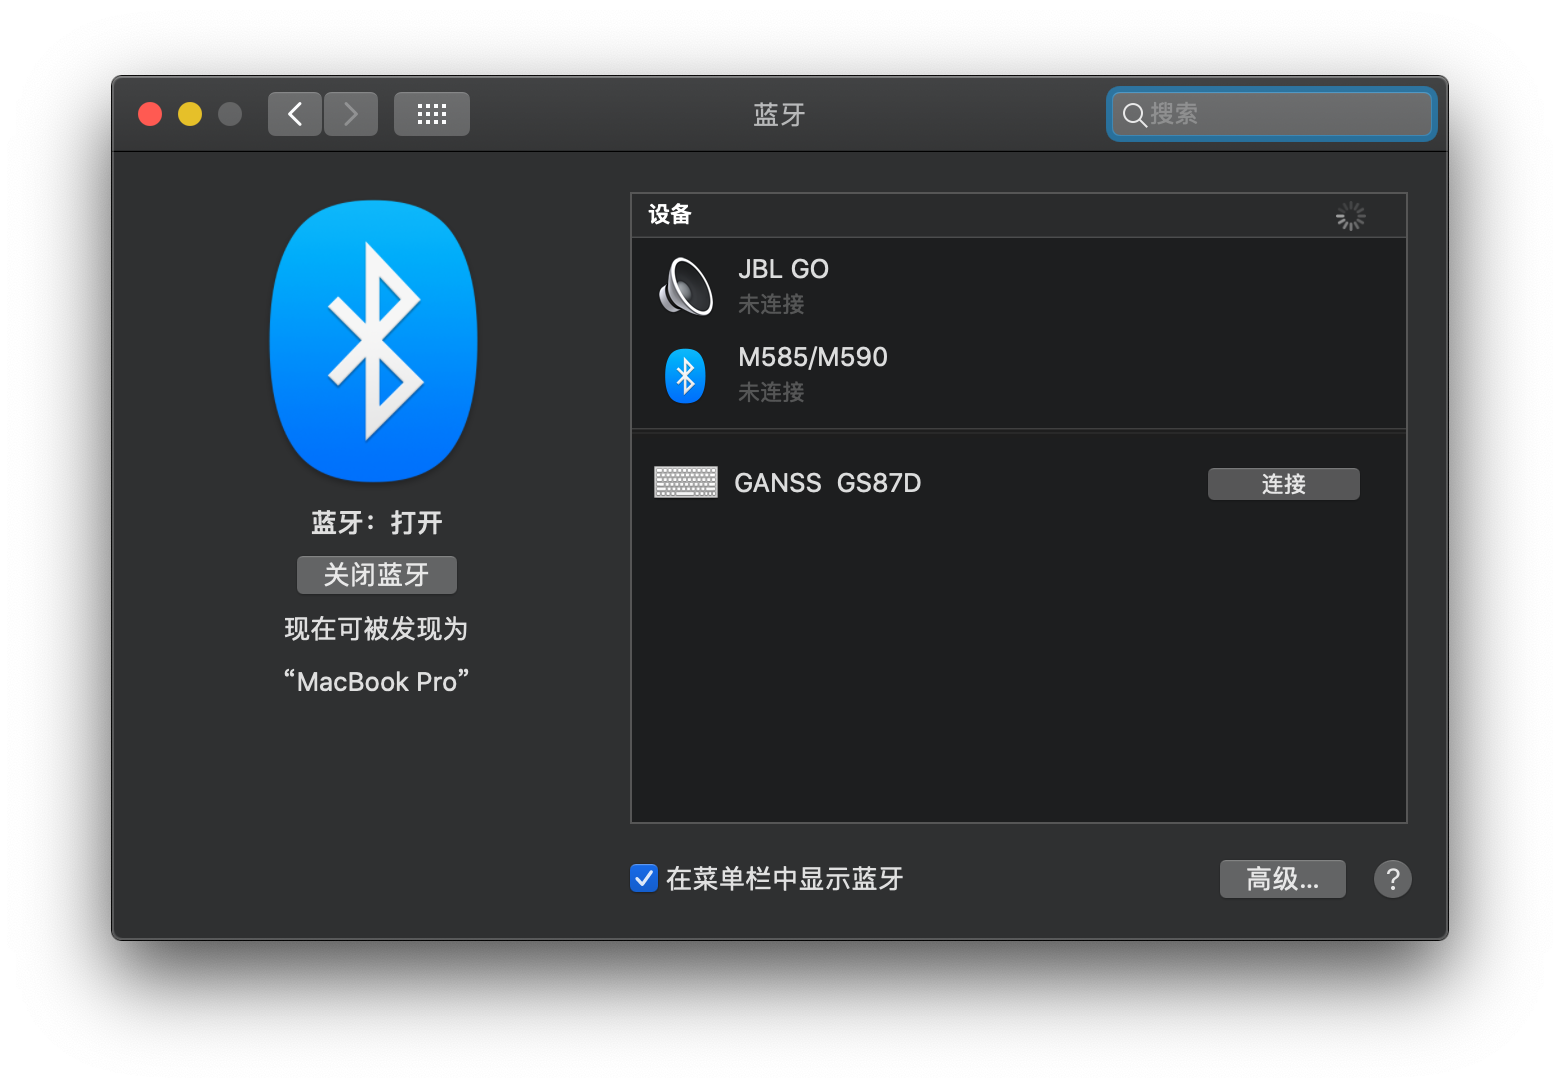 蓝牙
搜索
设备
JBL GO
未连接
M585/M590
未连接
GANSS  GS87D
连接
蓝牙：打开
关闭蓝牙
现在可被发现为
“MacBook Pro”
在菜单栏中显示蓝牙
高级...
?